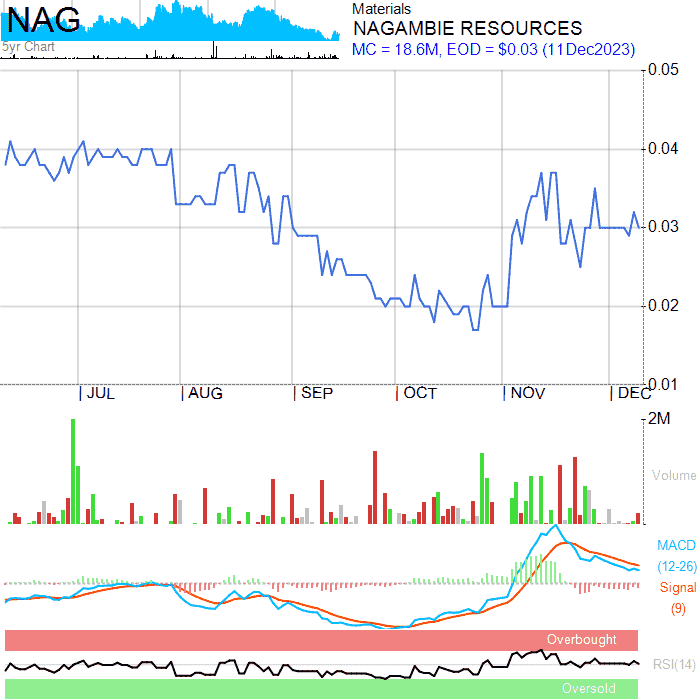 NAG
5yr Chart
Materials
NAGAMBIE RESOURCES
MC = 18.6M, EOD = $0.03 (11Dec2023)
0.05
0.04
0.03
0.02
0.01
JUL AUG SEP OCT NOV DEC
2M
Volume
MACD
(12-26)
Signal
(9)
Overbought
RSI(14)
Oversold